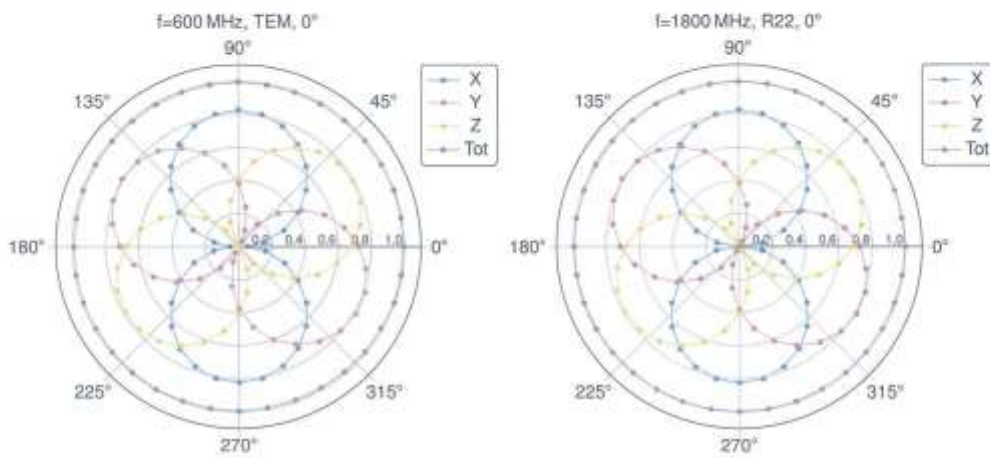 f=600 MHz, TEM, 0°
90°
135°
45°
180°
0.2 0.4 0.6 0.8 1.0
0°
225°
315°
270°
X
Y
Z
Tot
f=1800 MHz, R22, 0°
90°
135°
45°
180°
0.2 0.4 0.6 0.8 1.0
0°
225°
315°
270°
X
Y
Z
Tot